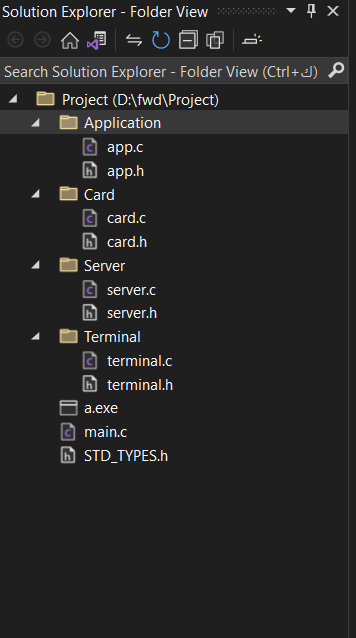 Solution Explorer - Folder View
Search Solution Explorer - Folder View (Ctrl+ك)
Project (D:\fwd\Project)
Application
app.c
app.h
Card
card.c
card.h
Server
server.c
server.h
Terminal
terminal.c
terminal.h
a.exe
main.c
STD_TYPES.h